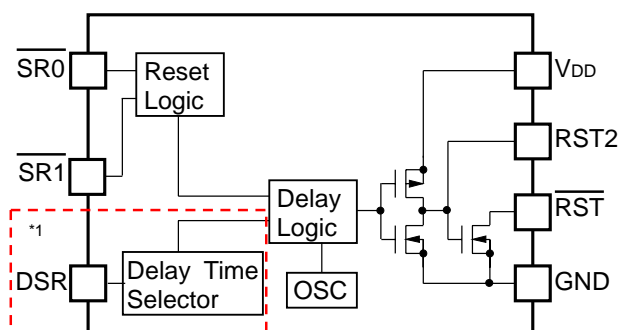 SR0
Reset
Logic
VDD
RST2
SR1
Delay
Logic
RST
*1
DSR
Delay Time
Selector
OSC
GND